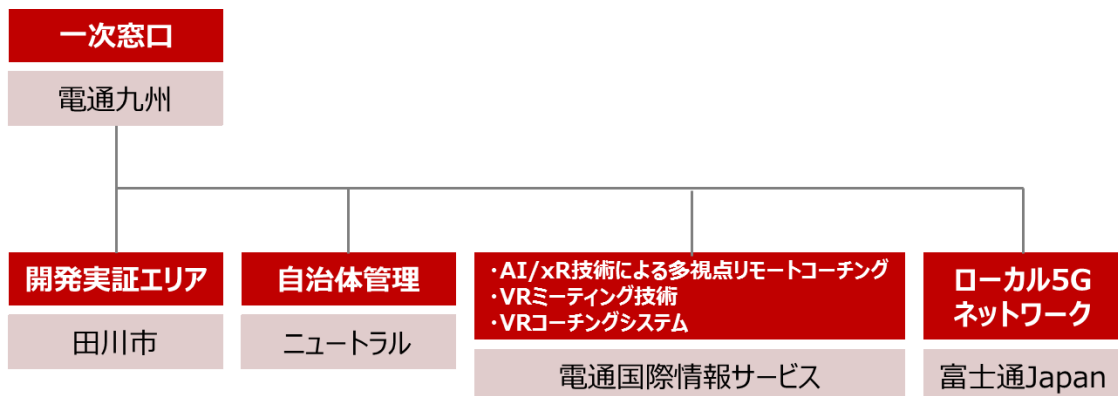 一次窓口
電通九州
開発実証エリア
田川市
自治体管理
ニュートラル
・AI/xR技術による多視点リモートコーチング
・VRミーティング技術
・VRコーチングシステム
電通国際情報サービス
ローカル5G
ネットワーク
富士通Japan